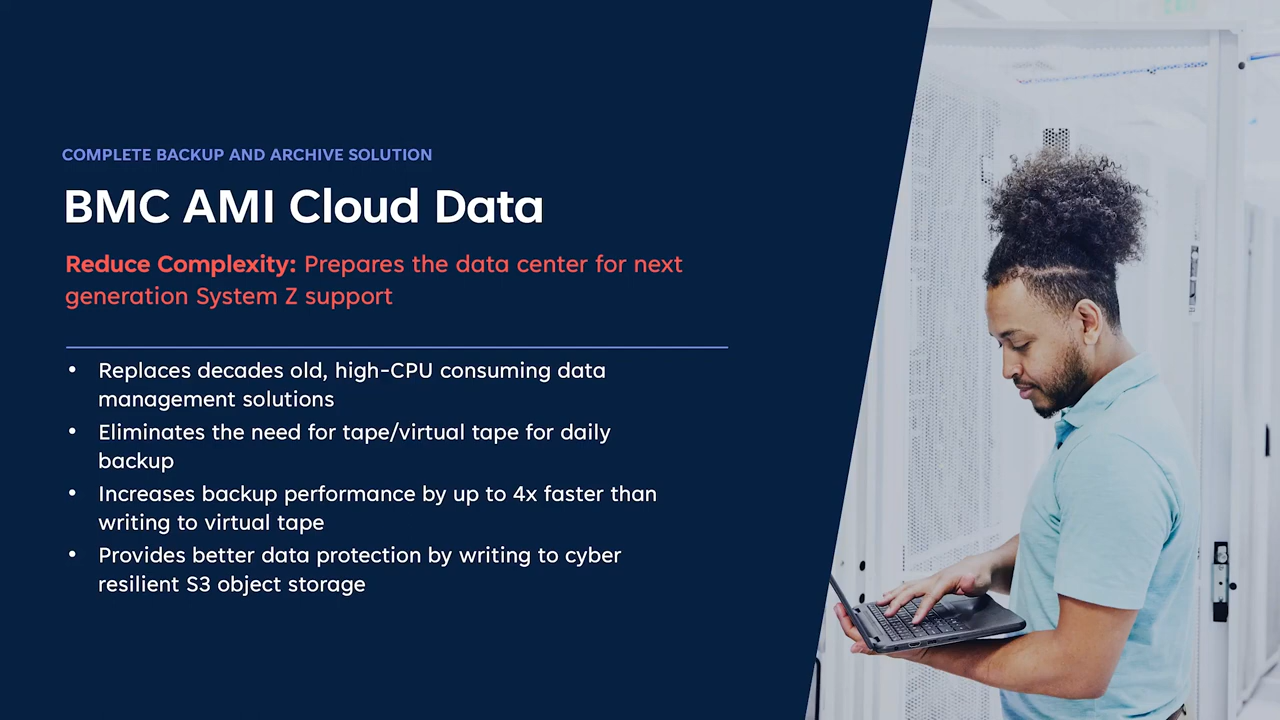 COMPLETE BACKUP AND ARCHIVE SOLUTION
BMC AMI Cloud Data
Reduce Complexity: Prepares the data center for next
generation System Z support
• Replaces decades old, high-CPU consuming data
management solutions
• Eliminates the need for tape/virtual tape for daily
backup
• Increases backup performance by up to 4x faster than
writing to virtual tape
• Provides better data protection by writing to cyber
resilient S3 object storage